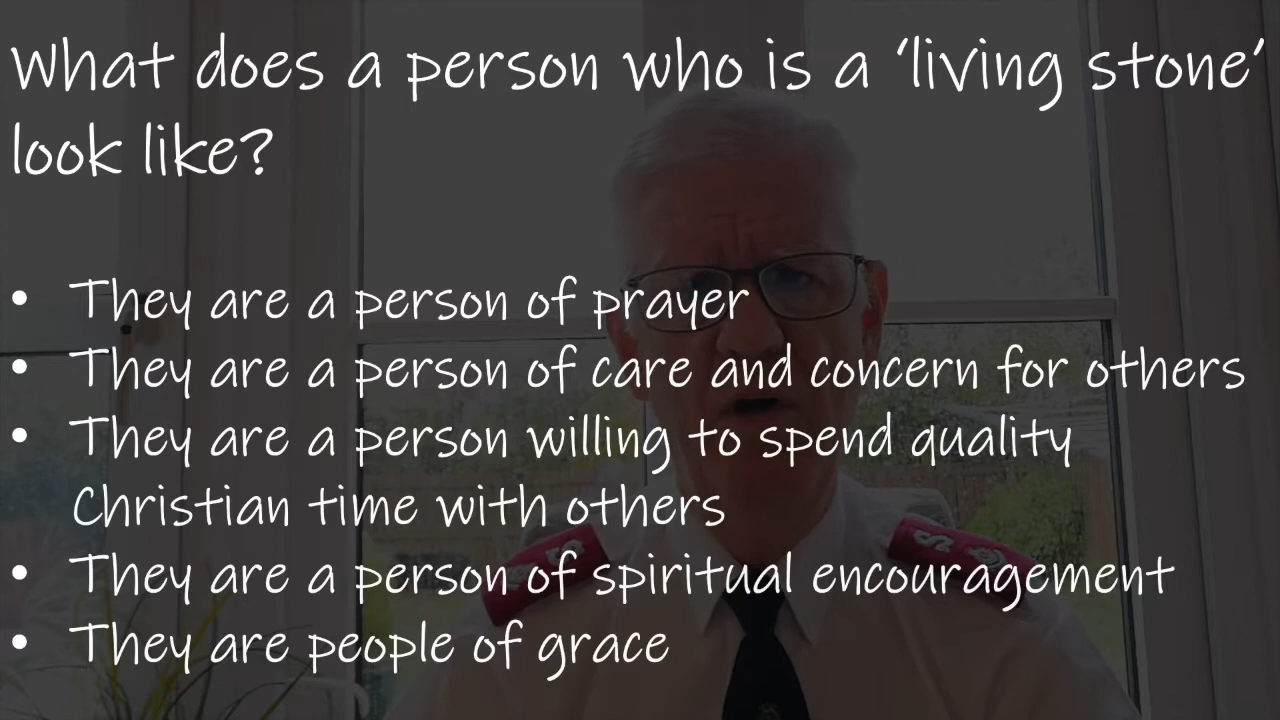 What does a person who is a ‘living stone’
look like?
• They are a person of prayer
• They are a person of care and concern for others
• They are a person willing to spend quality
Christian time with others
• They are a person of spiritual encouragement
• They are people of grace
S
S